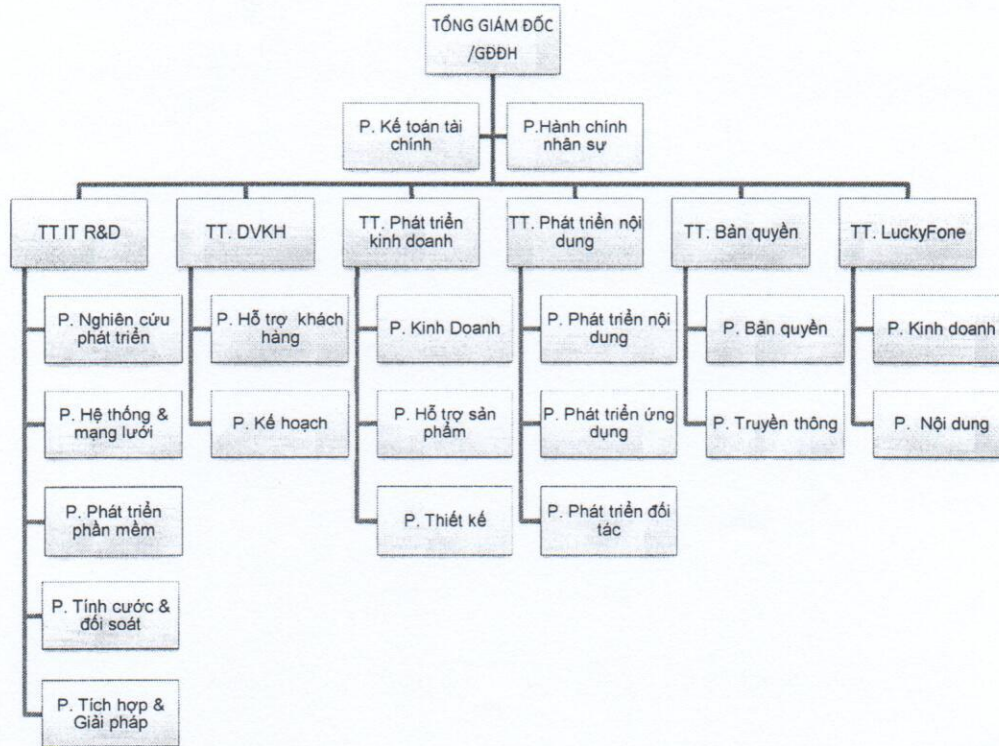 TỔNG GIÁM ĐỐC
/GĐĐH
P. Kế toán tài
chính
P.Hành chính
nhân sự
TT IT R&D
TT. DVKH
TT. Phát triển
kinh doanh
TT. Phát triển nội
dung
TT. Bản quyền
TT. LuckyFone
P. Nghiên cứu
phát triển
P. Hỗ trợ khách
hàng
P. Kinh Doanh
P. Phát triển nội
dung
P. Bản quyền
P. Kinh doanh
P. Hệ thống &
mạng lưới
P. Kế hoạch
P. Hỗ trợ sản
phẩm
P. Phát triển ứng
dụng
P. Truyền thông
P. Nội dung
P. Phát triển
phần mềm
P. Thiết kế
P. Phát triển đối
tác
P. Tính cước &
đối soát
P. Tích hợp &
Giải pháp